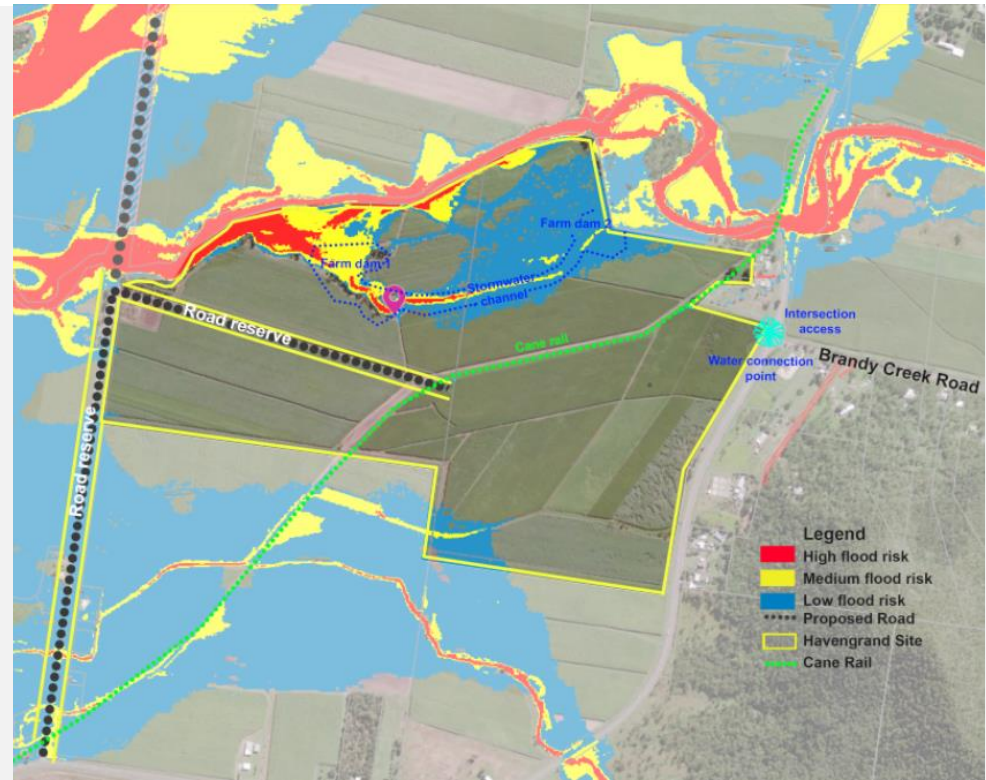 Farm dam 2
Farm dam 1
Stormwater
channel
Road reserve
Cane rail
Intersection
access
Water connection
point
Brandy Creek Road
Road reserve
Legend
High flood risk
Medium flood risk
Low flood risk
Proposed Road
Havengrand Site
Cane Rail